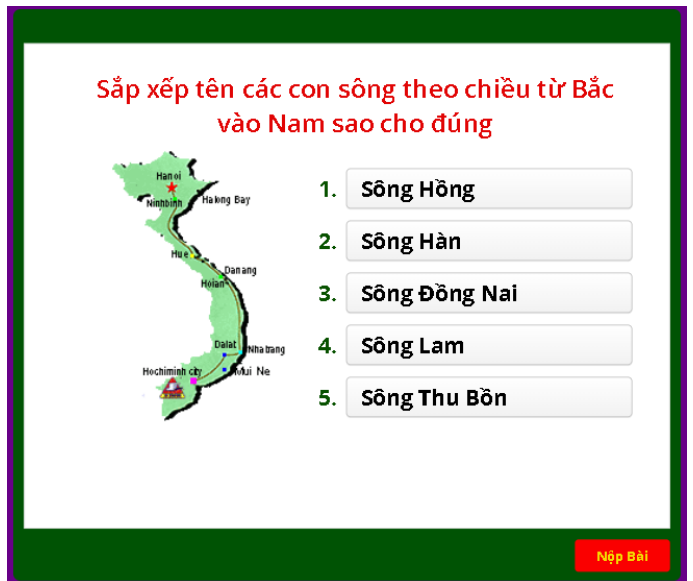 Sắp xếp tên các con sông theo chiều từ Bắc
vào Nam sao cho đúng
Hanoi
Ninhbinh
Halong Bay
Hue
Danang
Hoian
Dalat
Nhatrang
Hochiminh city
Mui Ne
1. Sông Hồng
2. Sông Hàn
3. Sông Đồng Nai
4. Sông Lam
5. Sông Thu Bồn
Nộp Bài